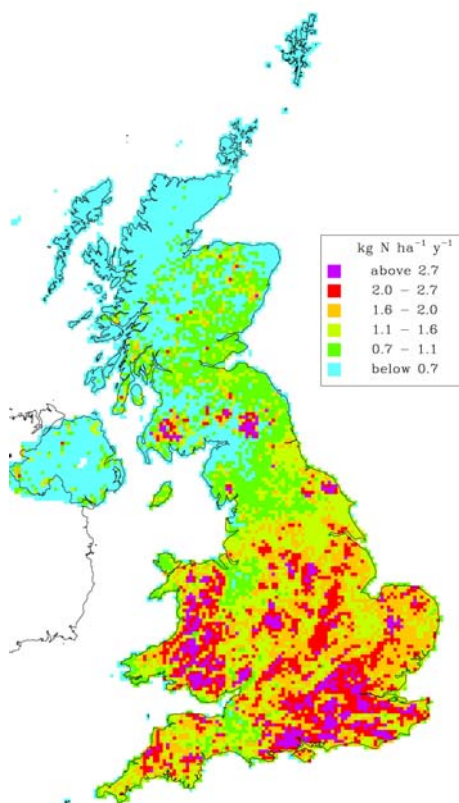 kg N ha⁻¹ y⁻¹
above 2.7
2.0 – 2.7
1.6 – 2.0
1.1 – 1.6
0.7 – 1.1
below 0.7